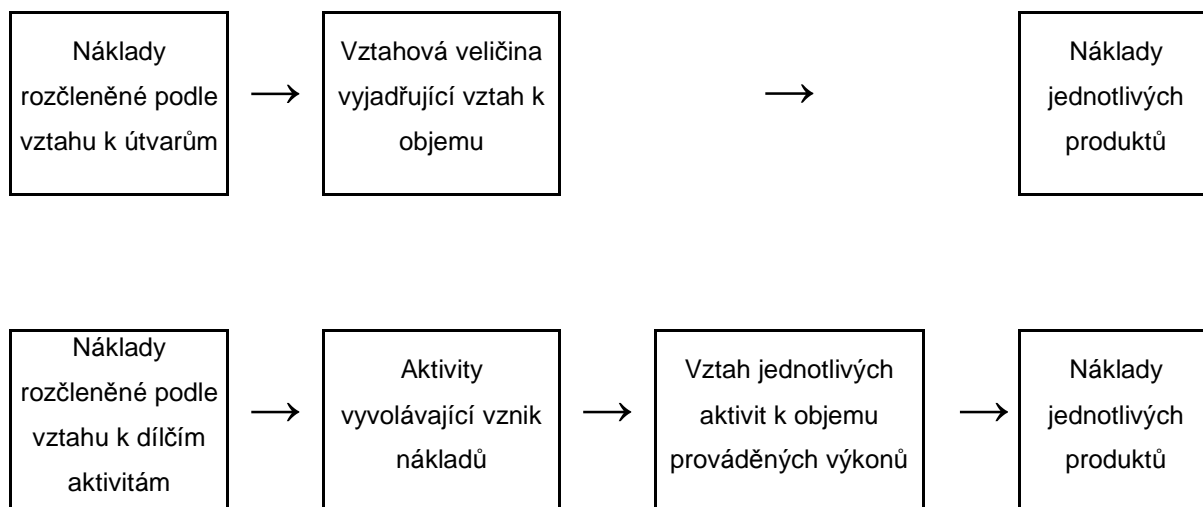 Náklady
rozčleněné podle
vztahu k útvarům
→
Vztahová veličina
vyjadřující vztah k
objemu
→
Náklady
jednotlivých
produktů
Náklady
rozčleněné podle
vztahu k dílčím
aktivitám
→
Aktivity
vyvolávající vznik
nákladů
→
Vztah jednotlivých
aktivit k objemu
prováděných výkonů
→
Náklady
jednotlivých
produktů